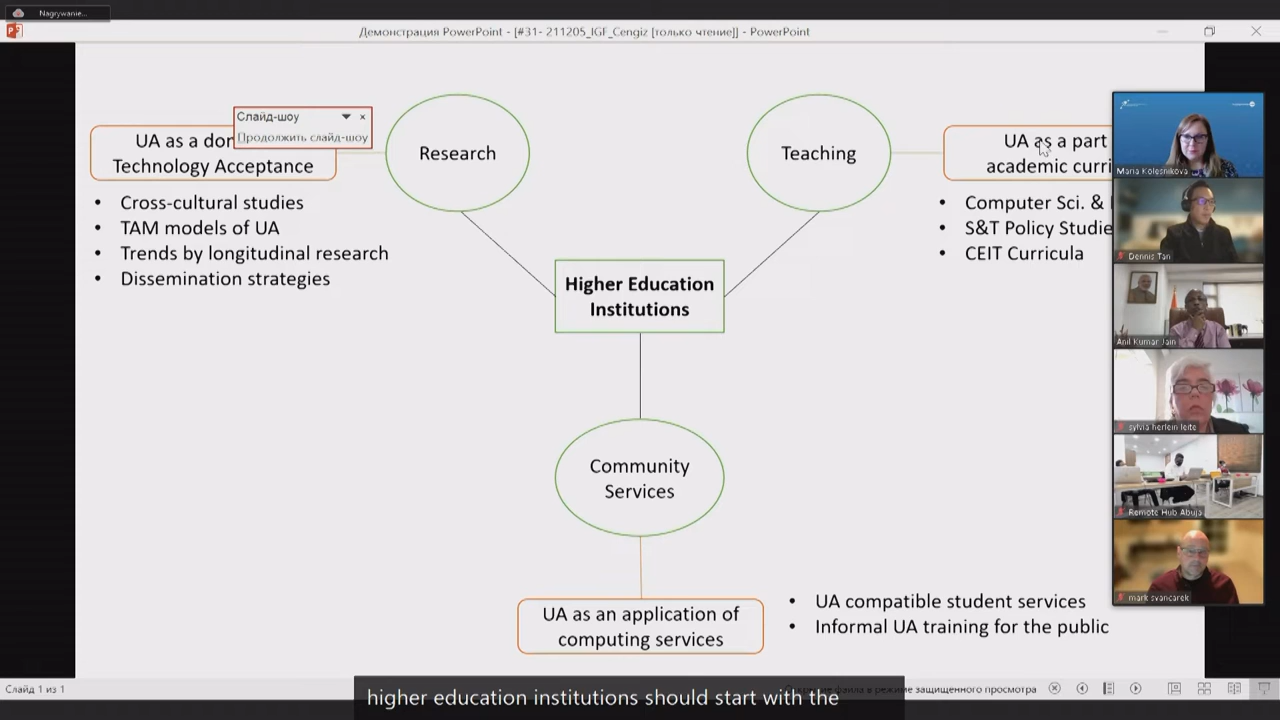 Nagrywanie...
Демонстрация PowerPoint - [#31- 211205_IGF_Cengiz [только чтение]] - PowerPoint
Слайд-шоу
Продолжить слайд-шоу
UA as a
Technology Acceptance
Research
Teaching
UA as a part
academic
Cross-cultural studies
TAM models of UA
Trends by longitudinal research
Dissemination strategies
Computer Sci. &
S&T Policy
CEIT Curricula
Higher Education
Institutions
Community
Services
UA as an application of
computing services
UA compatible student services
Informal UA training for the public
Maria Kolesnikova
Dennis Tan
Anil Kumar Jain
sylvia herlein leite
Remote Hub Abuja
mark svancarek
Слайд 1 из 1
файла в режиме защищенного просмотра
higher education institutions should start with the